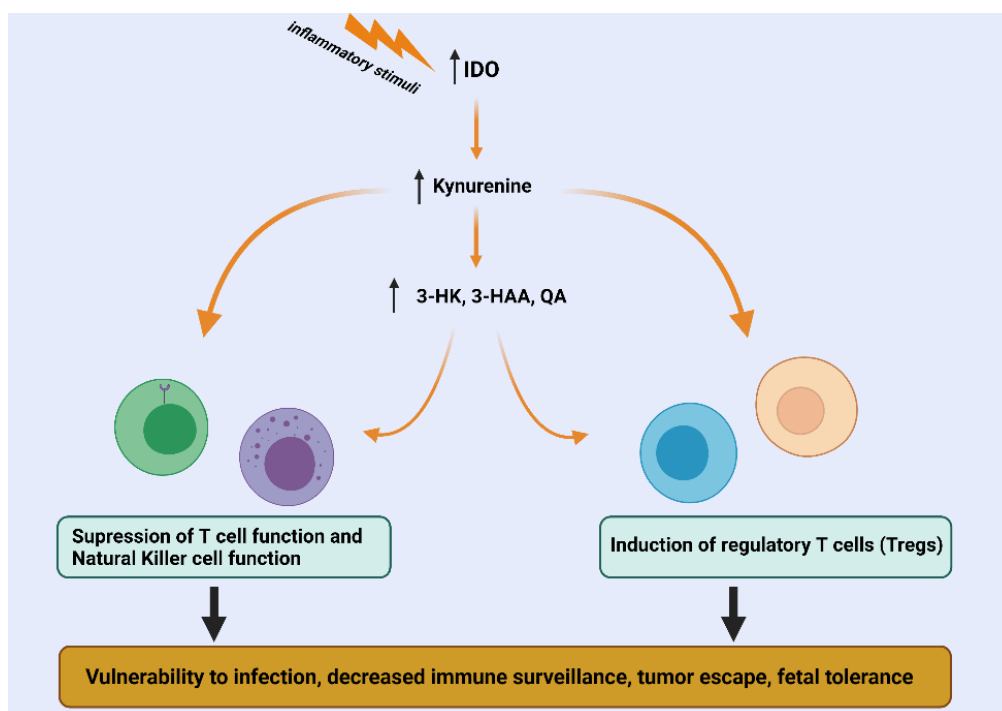 inflammatory stimuli
↑ IDO
↑ Kynurenine
↑ 3-HK, 3-HAA, QA
Supression of T cell function and
Natural Killer cell function
Induction of regulatory T cells (Tregs)
Vulnerability to infection, decreased immune surveillance, tumor escape, fetal tolerance